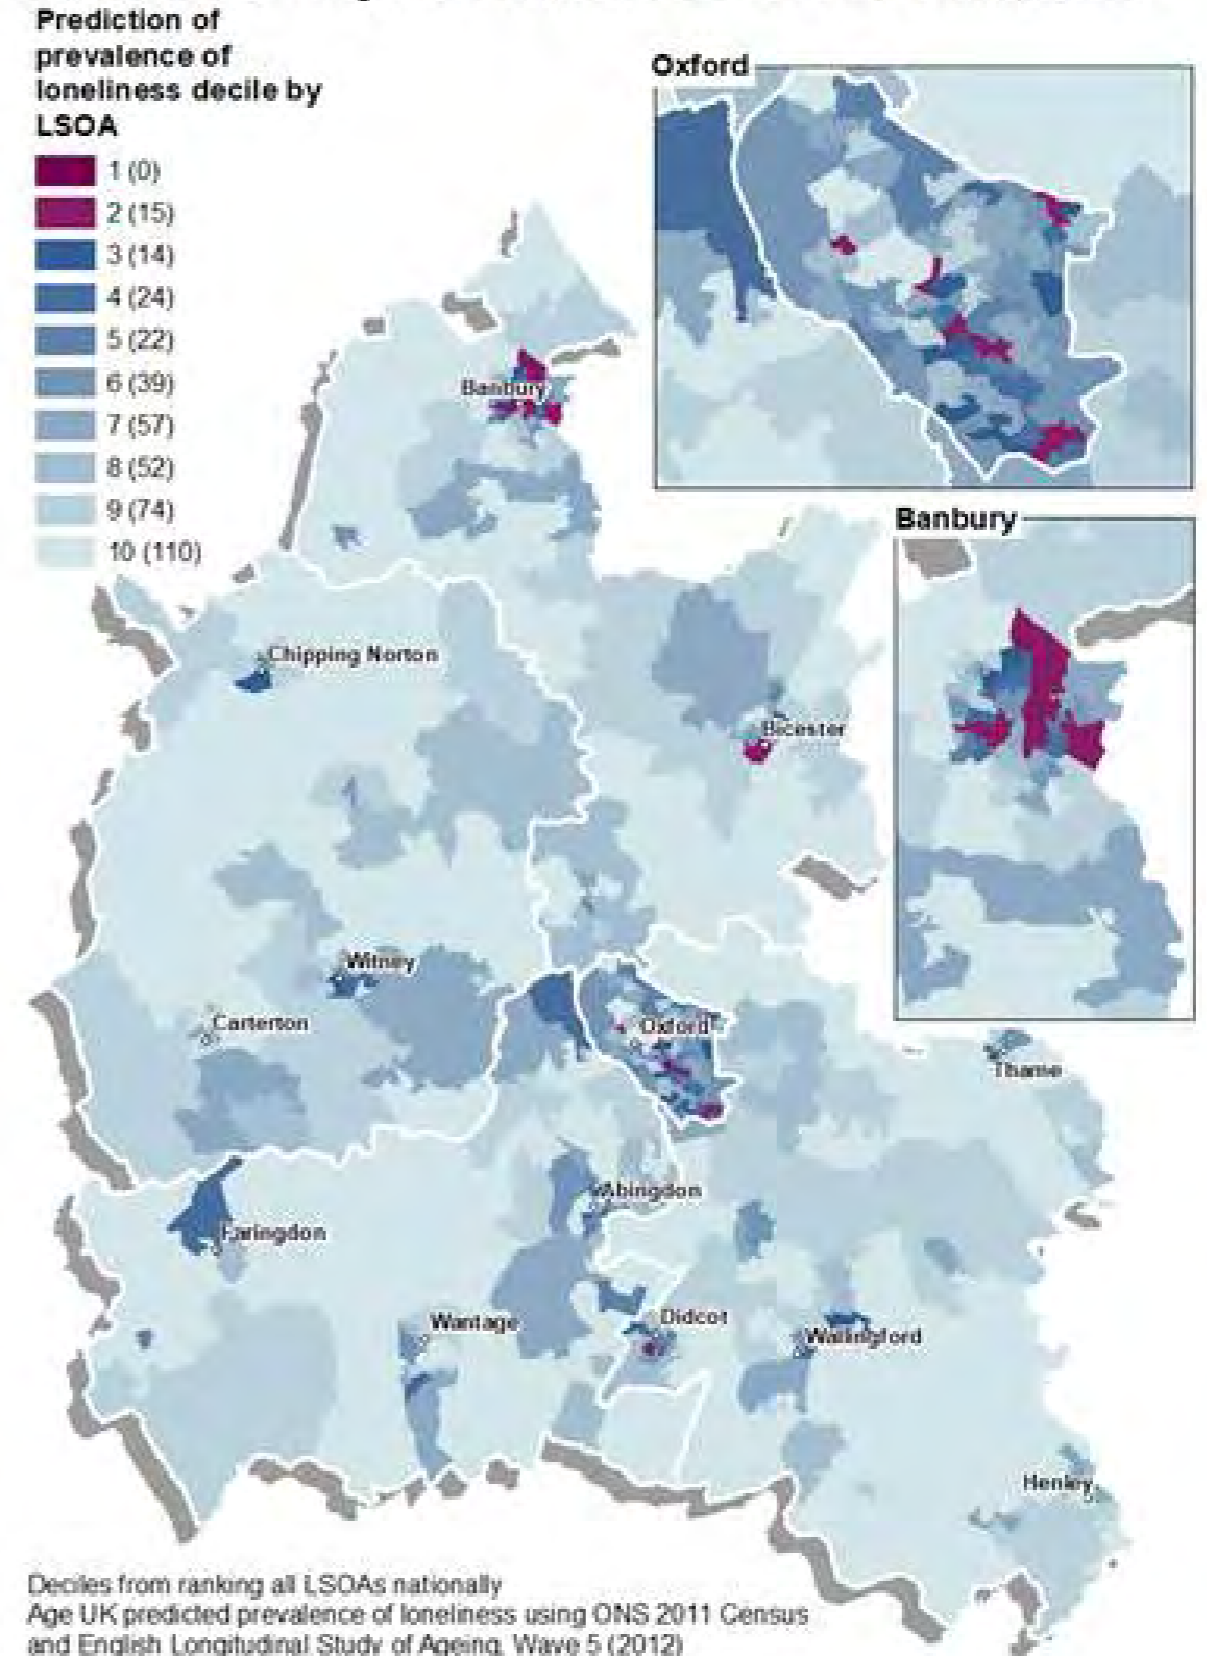 Prediction of
prevalence of
loneliness decile by
LSOA
1 (0)
2 (15)
3 (14)
4 (24)
5 (22)
6 (39)
7 (57)
8 (52)
9 (74)
10 (110)
Oxford
Banbury
Banbury
Chipping Norton
Bicester
Witney
Carterton
Oxford
Thame
Abingdon
Faringdon
Wantage
Didcot
Wallingford
Henley
Deciles from ranking all LSOAs nationally
Age UK predicted prevalence of loneliness using ONS 2011 Census
and English Longitudinal Study of Ageing, Wave 5 (2012)